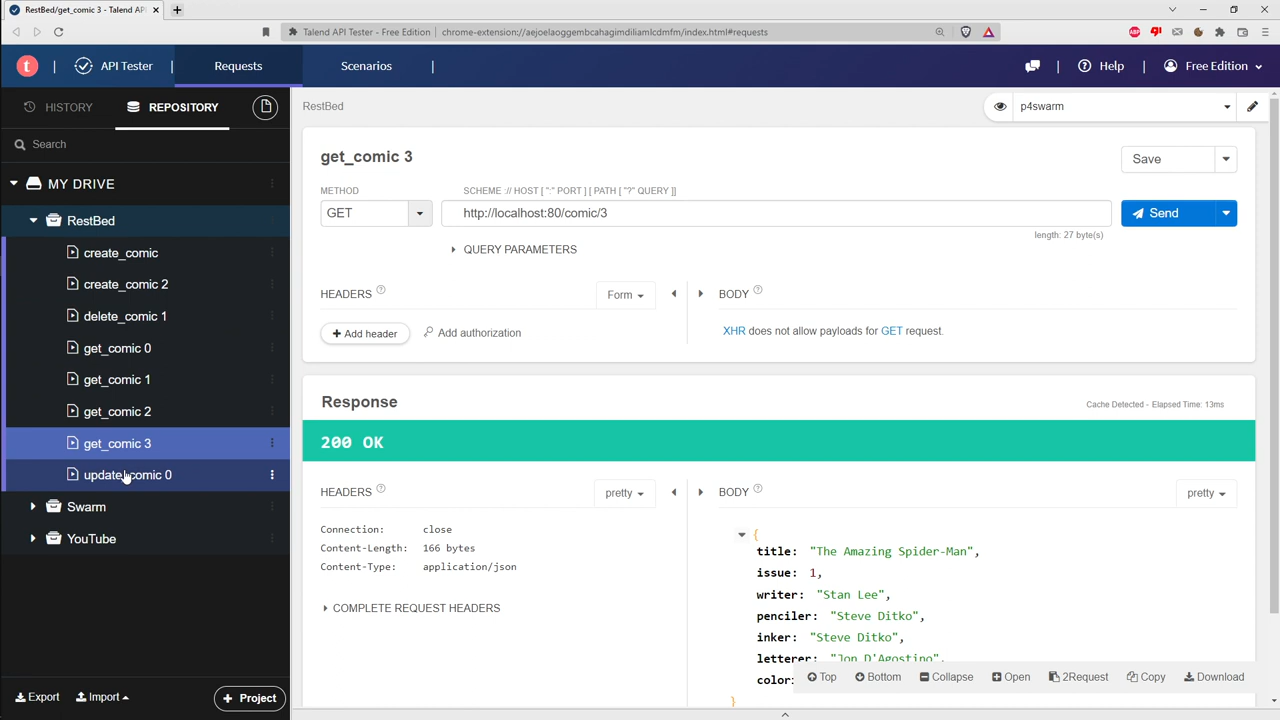 RestBed/get_comic 3 - Talend API
Talend API Tester - Free Edition | chrome-extension://aejoelaoggembcahagimdiliamlcdmfm/index.html#requests
t API Tester Requests Scenarios Help Free Edition
HISTORY REPOSITORY
Search
MY DRIVE
RestBed
create_comic
create_comic 2
delete_comic 1
get_comic 0
get_comic 1
get_comic 2
get_comic 3
update_comic 0
Swarm
YouTube
Export Import + Project
RestBed
p4swarm
get_comic 3
Save
METHOD SCHEME :// HOST [ ":" PORT ] [ PATH [ "?" QUERY ]]
GET http://localhost:80/comic/3 Send
length: 27 byte(s)
QUERY PARAMETERS
HEADERS Form BODY
+ Add header Add authorization XHR does not allow payloads for GET request.
Response Cache Detected - Elapsed Time: 13ms
200 OK
HEADERS pretty BODY pretty
Connection: close
Content-Length: 166 bytes
Content-Type: application/json
COMPLETE REQUEST HEADERS
{
title: "The Amazing Spider-Man",
issue: 1,
writer: "Stan Lee",
penciler: "Steve Ditko",
inker: "Steve Ditko",
letterer: "Jon D'Agostino",
color:
}
Top Bottom Collapse Open 2Request Copy Download